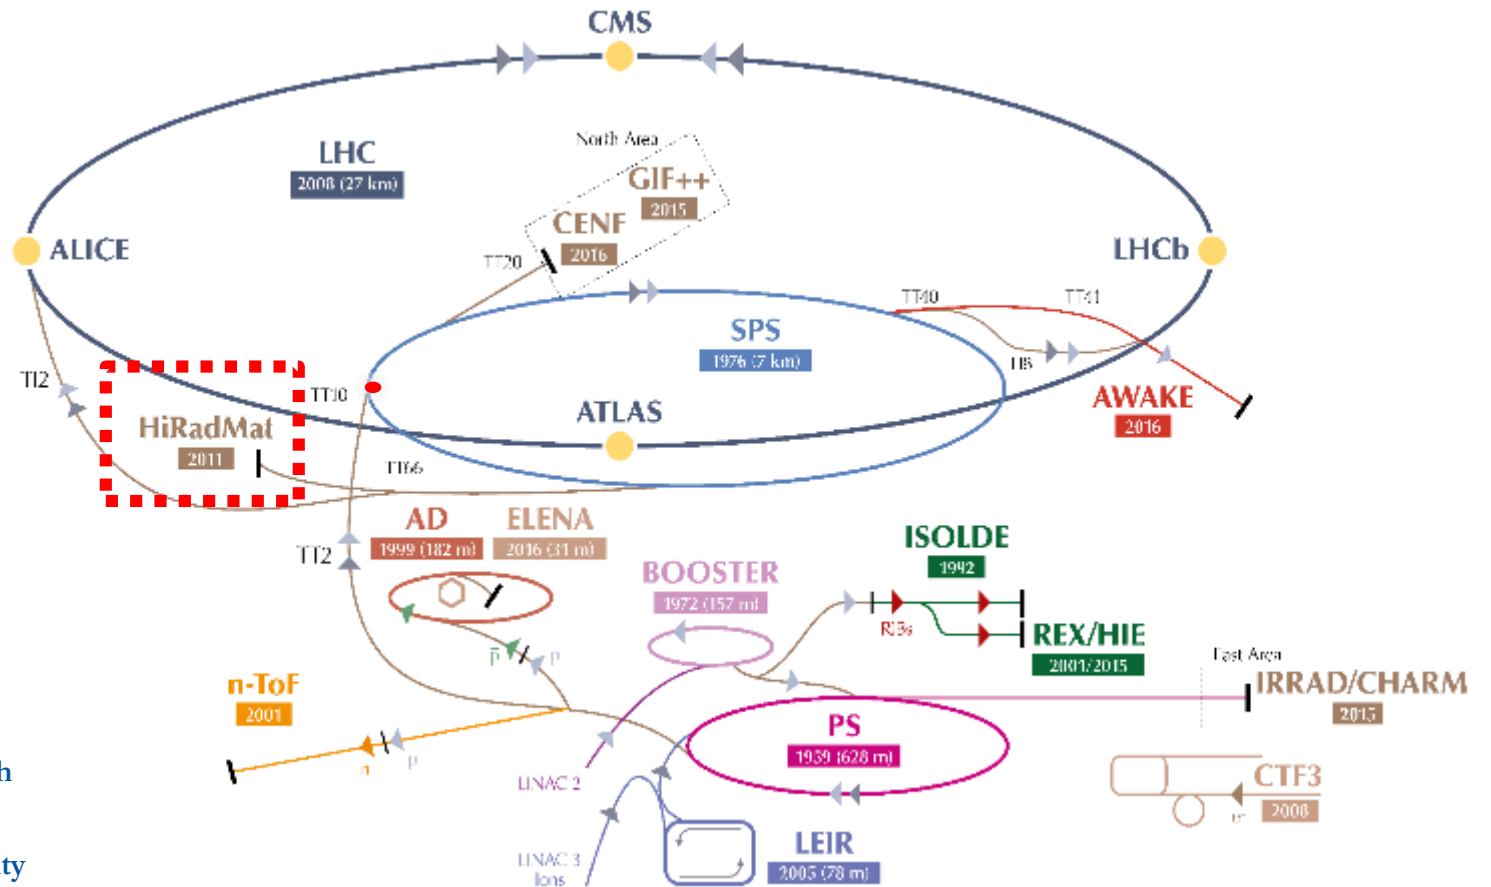 CMS
North Area
LHC
2008 (27 km)
GIF++
2015
CENF
2016
ALICE
LHCb
TT20
TT40
TT41
SPS
1976 (7 km)
TI2
TI8
TT10
ATLAS
AWAKE
2016
HiRadMat
2011
TT66
AD
1999 (182 m)
ELENA
2016 (31 m)
TT2
ISOLDE
1992
BOOSTER
1972 (157 m)
RIBs
REX/HIE
2001/2015
p̅
p
East Area
IRRAD/CHARM
2015
n-ToF
2001
PS
1959 (628 m)
n
p
LINAC 2
CTF3
2008
e-
h
LEIR
2005 (78 m)
LINAC 3
Ions
ity